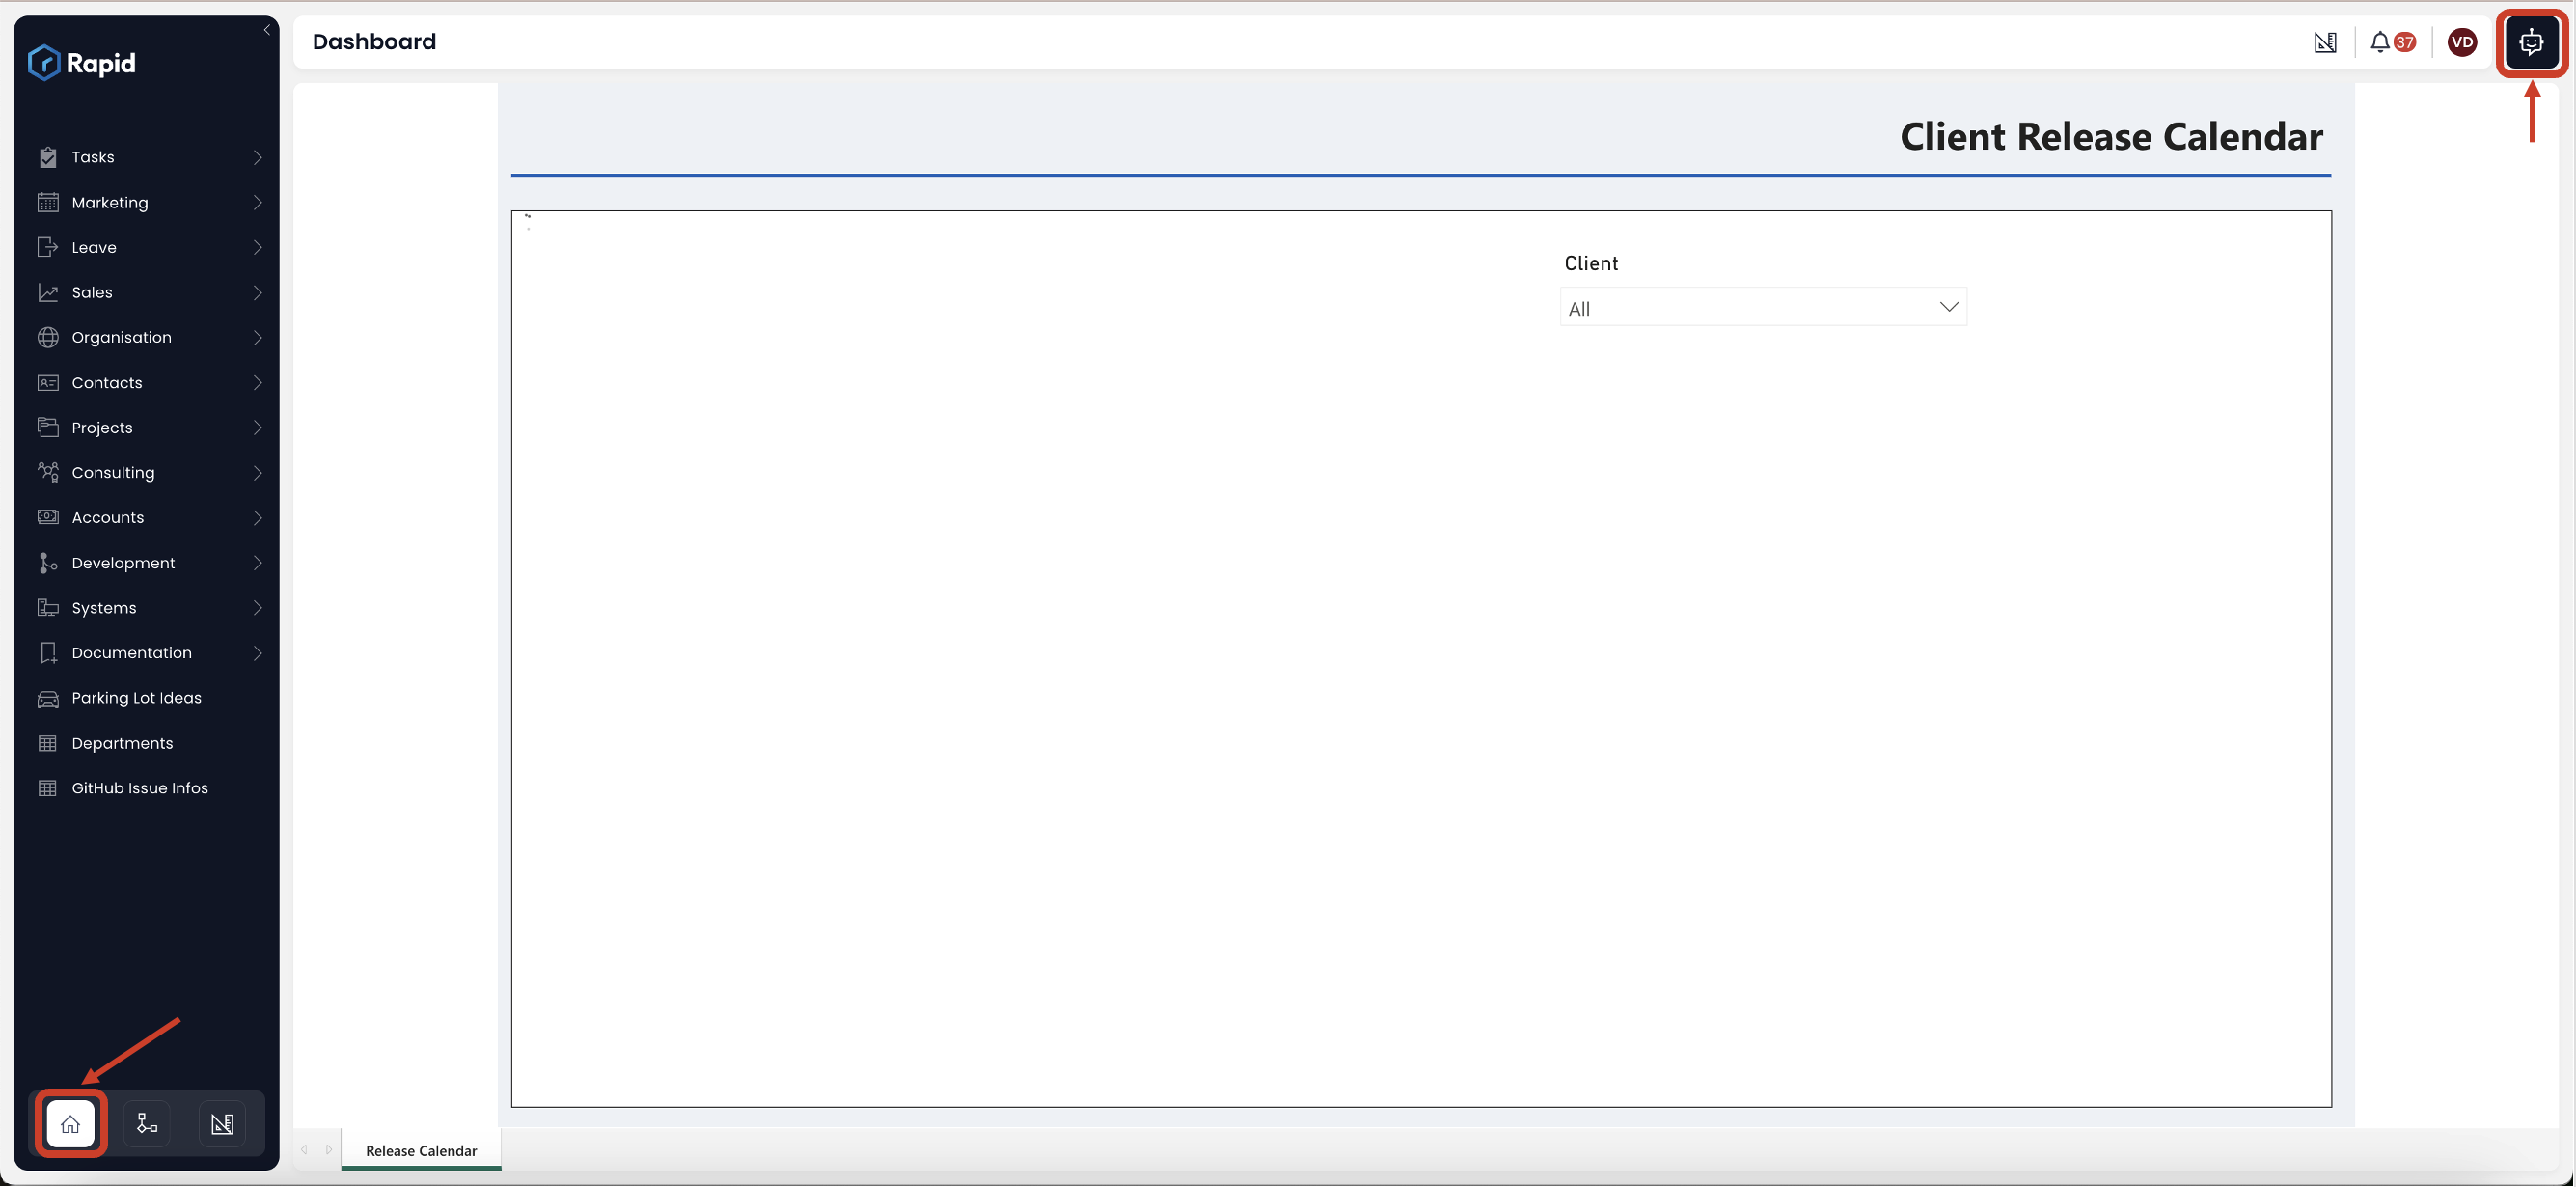 Rapid
Tasks
Marketing
Leave
Sales
Organisation
Contacts
Projects
Consulting
Accounts
Development
Systems
Documentation
Parking Lot Ideas
Departments
GitHub Issue Infos
Dashboard
37
VD
Client Release Calendar
Client
All
Release Calendar